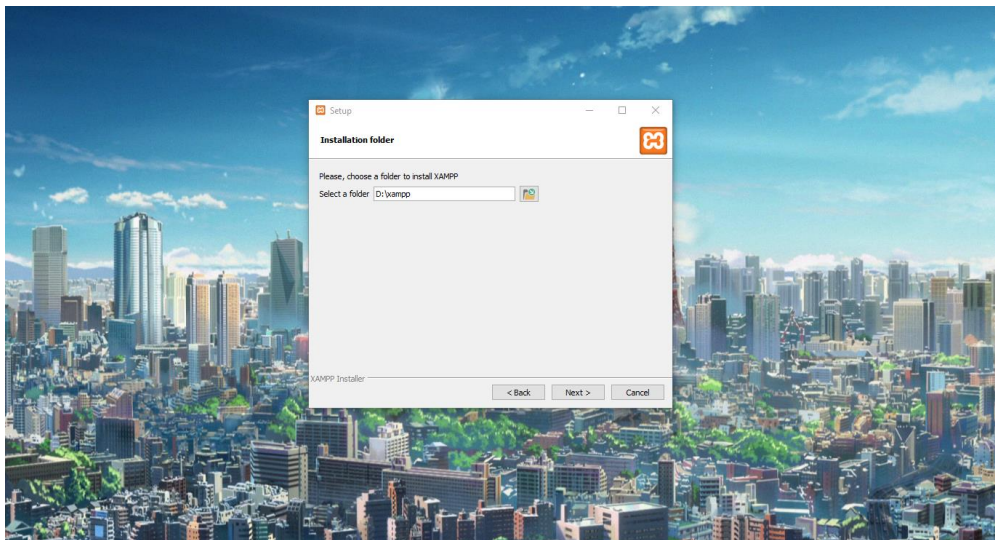 Setup
Installation folder
Please, choose a folder to install XAMPP
Select a folder D:\xampp
XAMPP Installer
< Back Next > Cancel